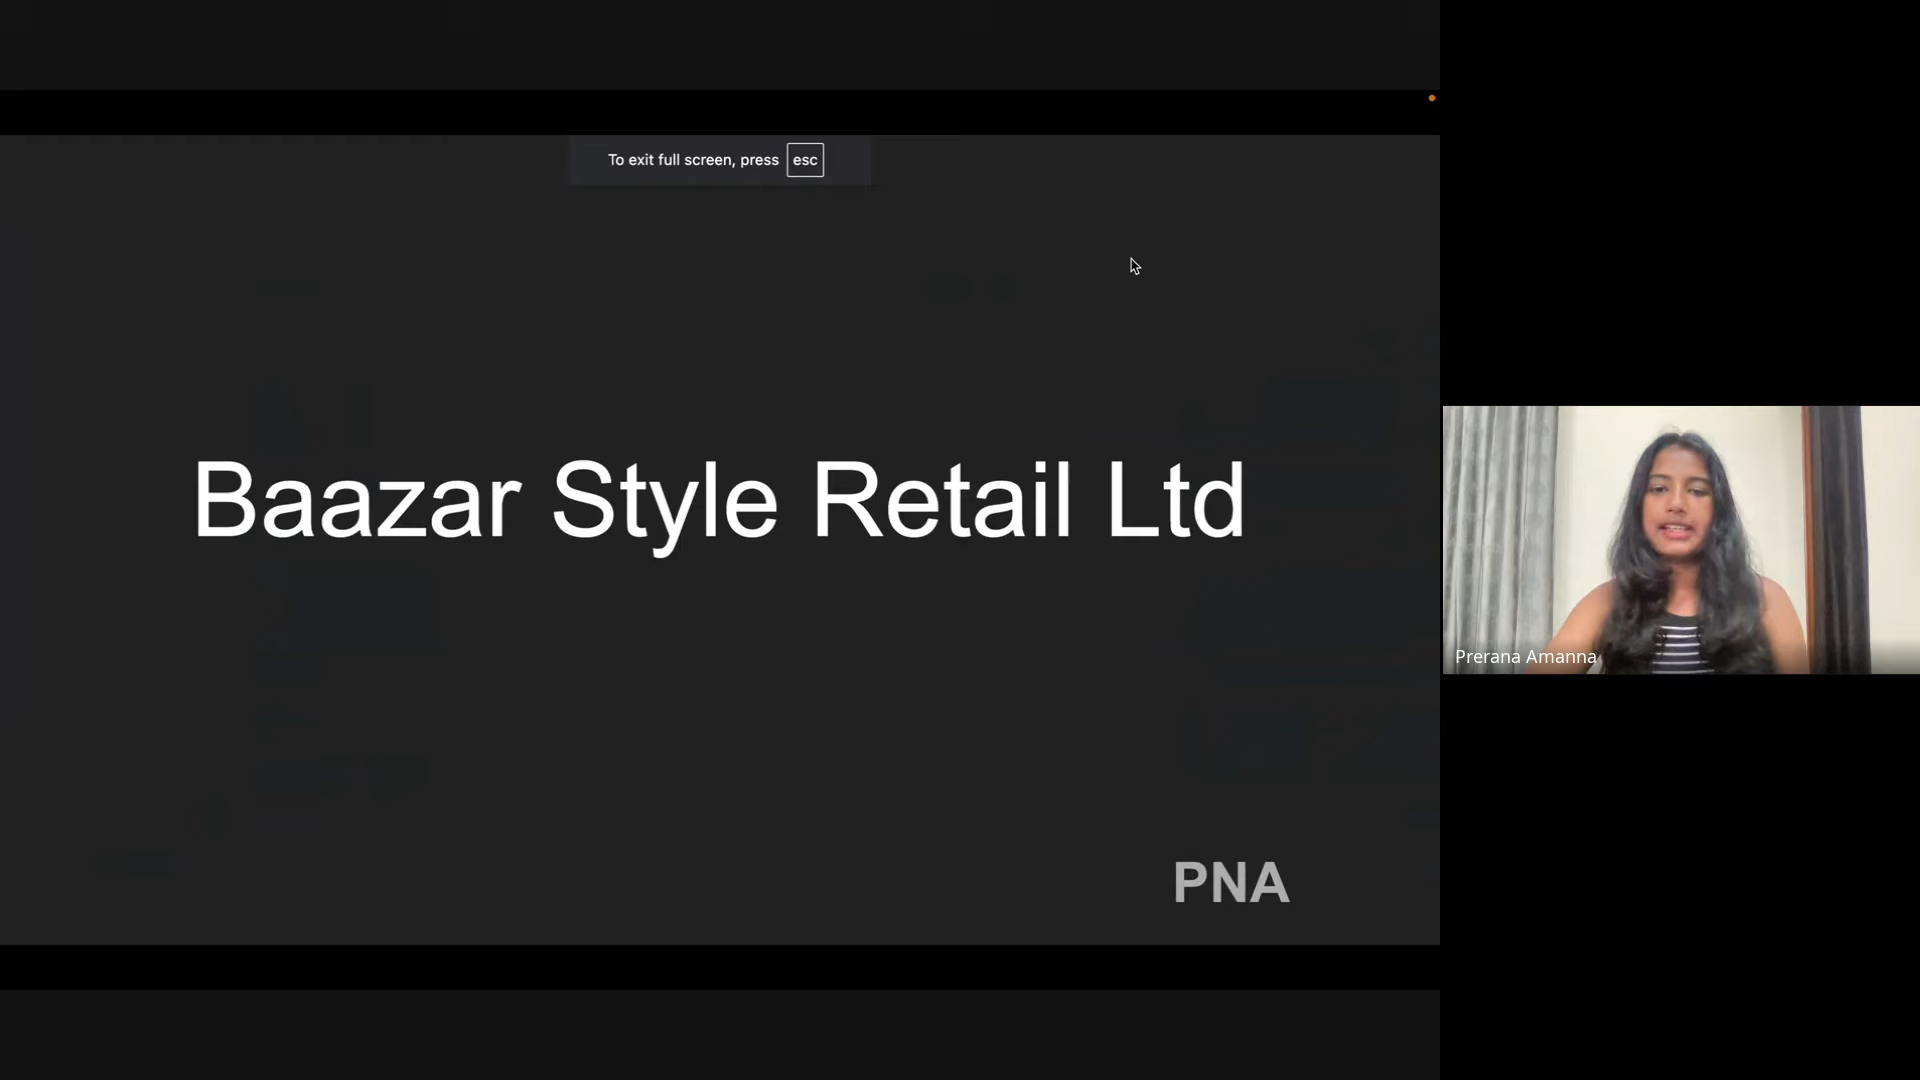 To exit full screen, press esc
Baazar Style Retail Ltd
Prerana Amanna
PNA